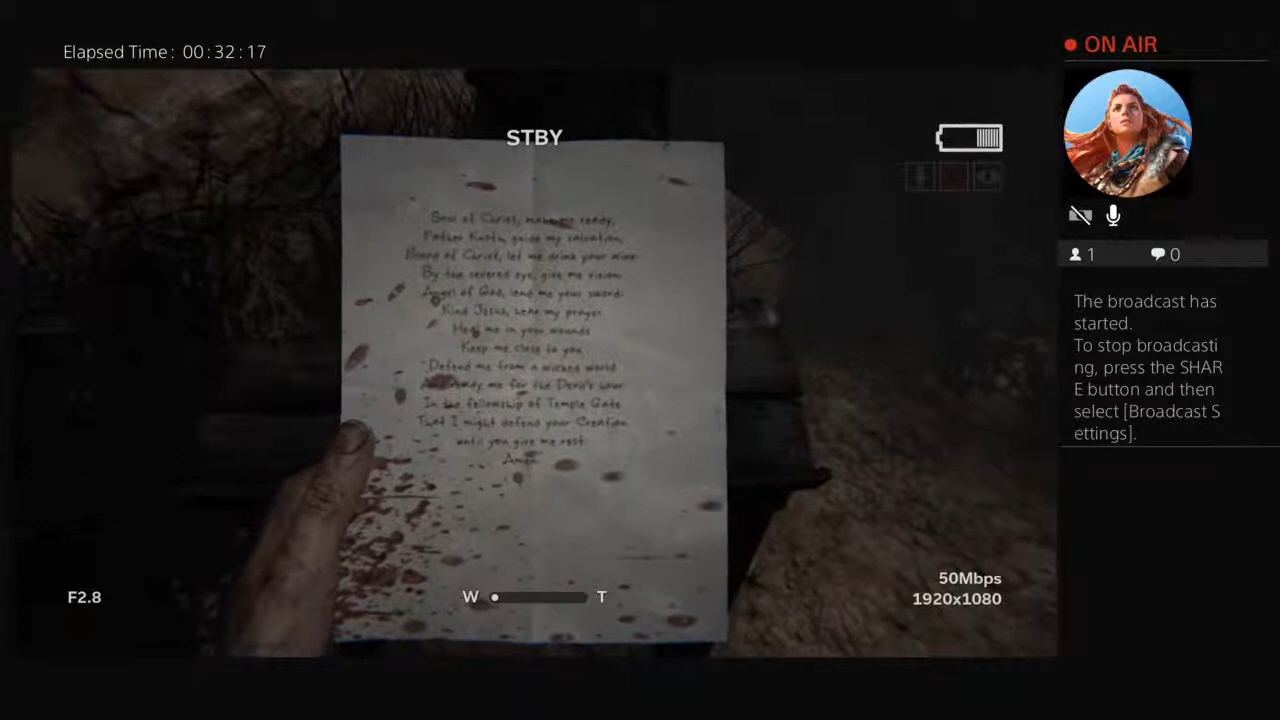 Elapsed Time: 00:32:17
ON AIR
STBY
1
0
The broadcast has
started.
To stop broadcasti
ng, press the SHAR
E button and then
select [Broadcast S
ettings].
Soul of Christ, make me ready,
Father Knoth, guide my salvation,
Blood of Christ, let me drink your wine.
By the severed eye, give me vision
Angel of God, lend me your sword.
Kind Jesus, hear my prayer
Heal me in your wounds
Keep me close to you
Defend me from a wicked world
And ready me for the Devil's hour
In the fellowship of Temple Gate
That I might defend your Creation
until you give me rest.
Amen
F2.8
W
T
50Mbps
1920x1080